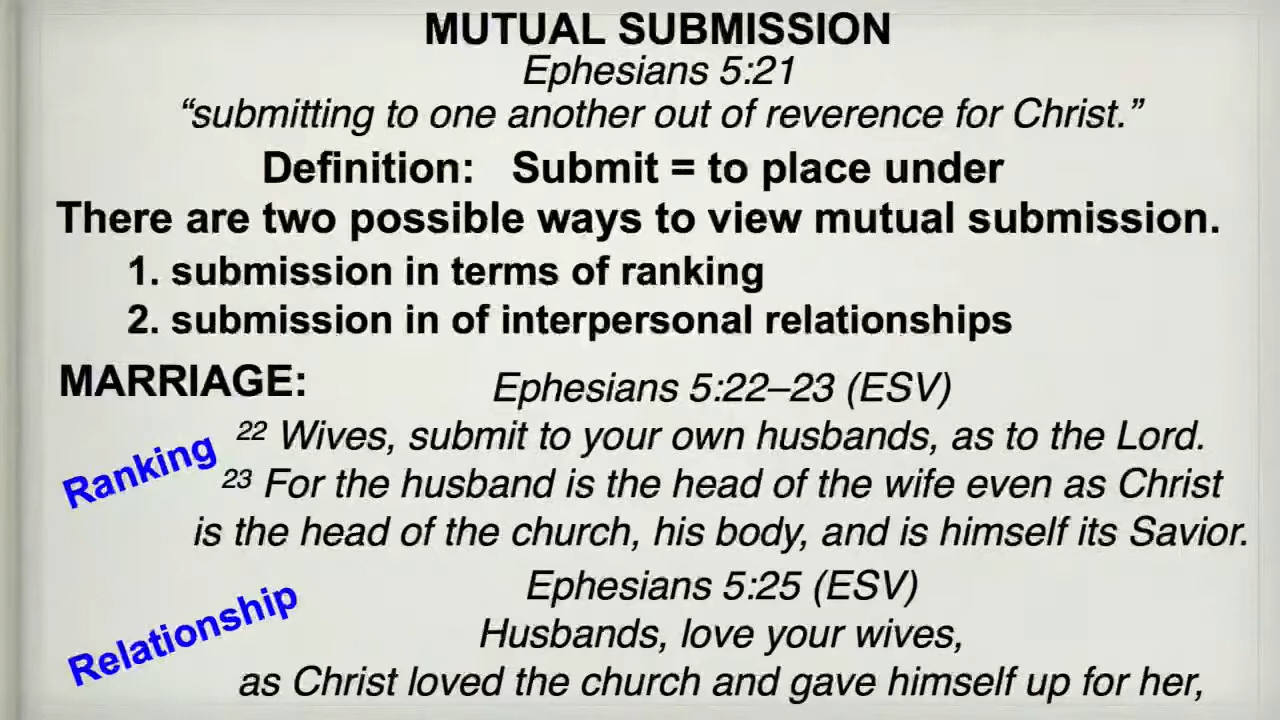 MUTUAL SUBMISSION
Ephesians 5:21
“submitting to one another out of reverence for Christ.”
Definition: Submit = to place under
There are two possible ways to view mutual submission.
1. submission in terms of ranking
2. submission in of interpersonal relationships
MARRIAGE:
Ephesians 5:22–23 (ESV)
Ranking
22 Wives, submit to your own husbands, as to the Lord.
23 For the husband is the head of the wife even as Christ
is the head of the church, his body, and is himself its Savior.
Ephesians 5:25 (ESV)
Relationship
Husbands, love your wives,
as Christ loved the church and gave himself up for her,